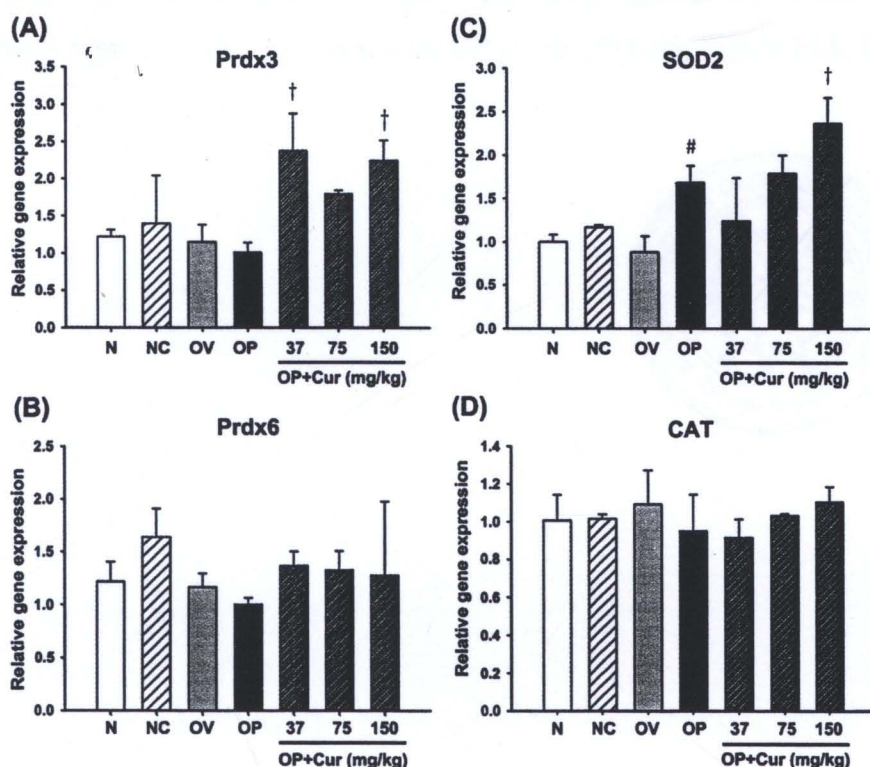 (A)
Prdx3
Relative gene expression
3.5
3.0
2.5
2.0
1.5
1.0
0.5
0.0
†
†
N NC OV OP 37 75 150
OP+Cur (mg/kg)
(B)
Prdx6
Relative gene expression
2.5
2.0
1.5
1.0
0.5
0.0
N NC OV OP 37 75 150
OP+Cur (mg/kg)
(C)
SOD2
Relative gene expression
3.0
2.5
2.0
1.5
1.0
0.5
0.0
#
†
N NC OV OP 37 75 150
OP+Cur (mg/kg)
(D)
CAT
Relative gene expression
1.4
1.2
1.0
0.8
0.6
0.4
0.2
0.0
N NC OV OP 37 75 150
OP+Cur (mg/kg)